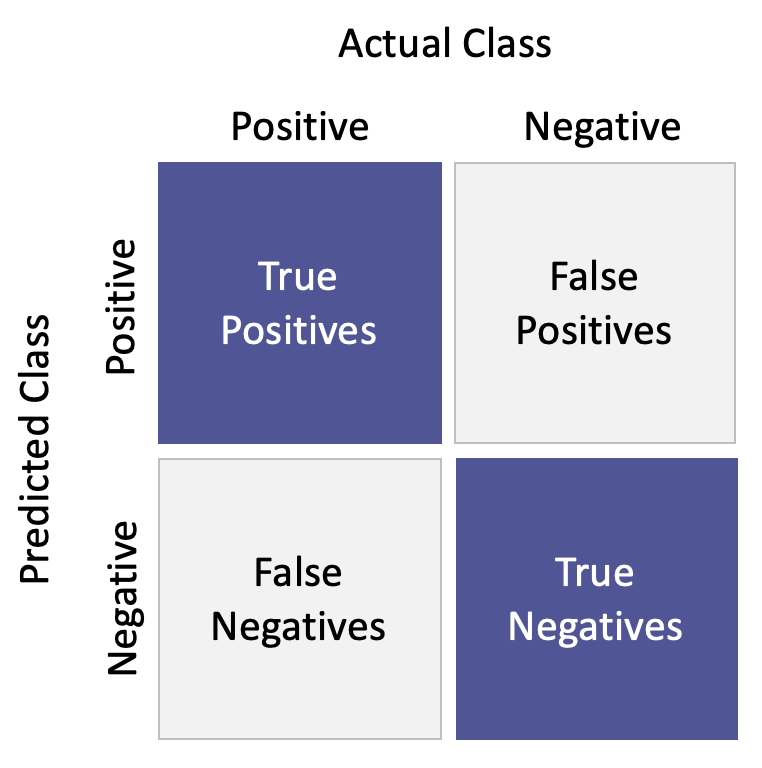 Actual Class
Positive
Negative
Predicted Class
Positive
True
Positives
False
Positives
Negative
False
Negatives
True
Negatives